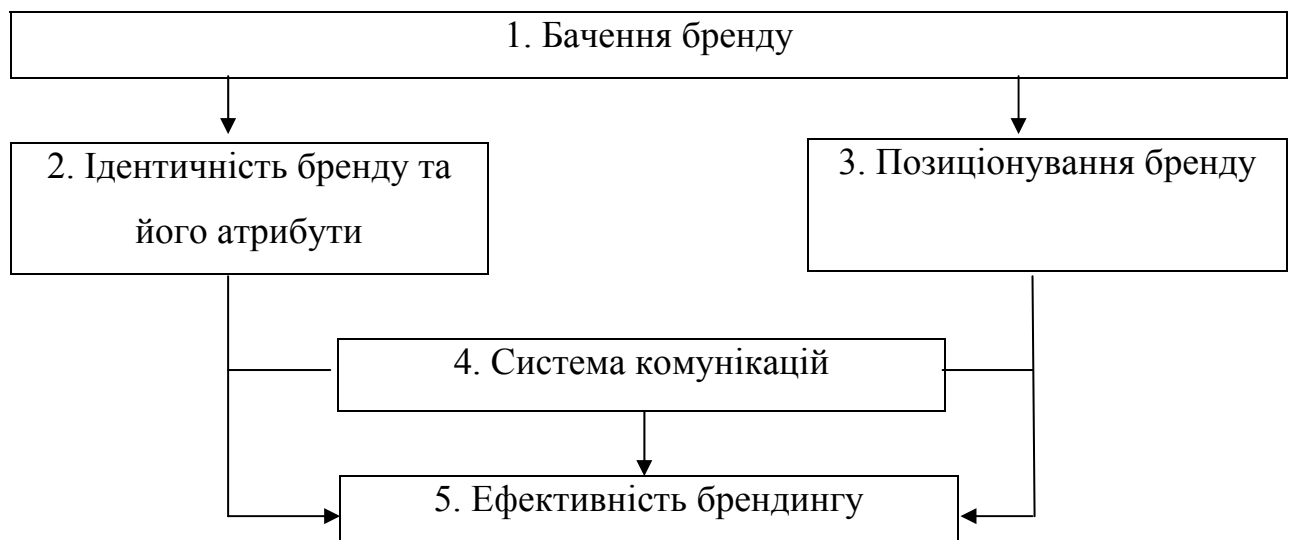 1. Бачення бренду
2. Ідентичність бренду та
його атрибути
3. Позиціонування бренду
4. Система комунікацій
5. Ефективність брендингу